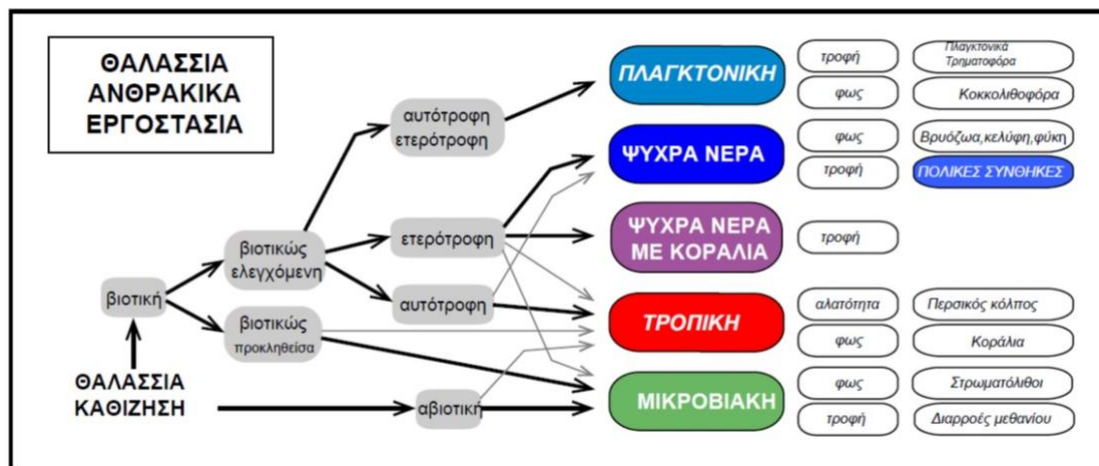 ΘΑΛΑΣΣΙΑ
ΑΝΘΡΑΚΙΚΑ
ΕΡΓΟΣΤΑΣΙΑ
ΘΑΛΑΣΣΙΑ
ΚΑΘΙΖΗΣΗ
βιοτική
βιοτικώς
ελεγχόμενη
βιοτικώς
προκληθείσα
αυτότροφη
ετερότροφη
ετερότροφη
αυτότροφη
αβιοτική
ΠΛΑΓΚΤΟΝΙΚΗ
τροφή
Πλαγκτονικά
Τρηματοφόρα
φως
Κοκκολιθοφόρα
ΨΥΧΡΑ ΝΕΡΑ
φως
Βρυόζωα,κελύφη,φύκη
τροφή
ΠΟΛΙΚΕΣ ΣΥΝΘΗΚΕΣ
ΨΥΧΡΑ ΝΕΡΑ
ΜΕ ΚΟΡΑΛΙΑ
τροφή
ΤΡΟΠΙΚΗ
αλατότητα
Περσικός κόλπος
φως
Κοράλια
ΜΙΚΡΟΒΙΑΚΗ
φως
Στρωματόλιθοι
τροφή
Διαρροές μεθανίου